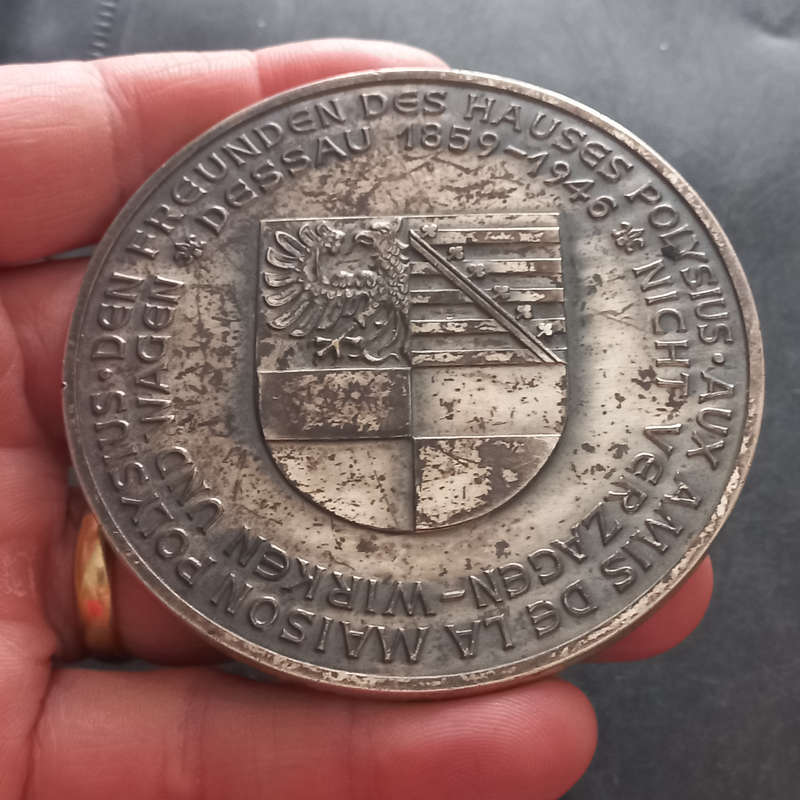 DEN FREUNDEN DES HAUSES POLYSIUS · AUX AMIS DE LA MAISON POLYSIUS ·
DESSAU 1859-1946
NICHT VERZAGEN - WIRKEN UND WAGEN